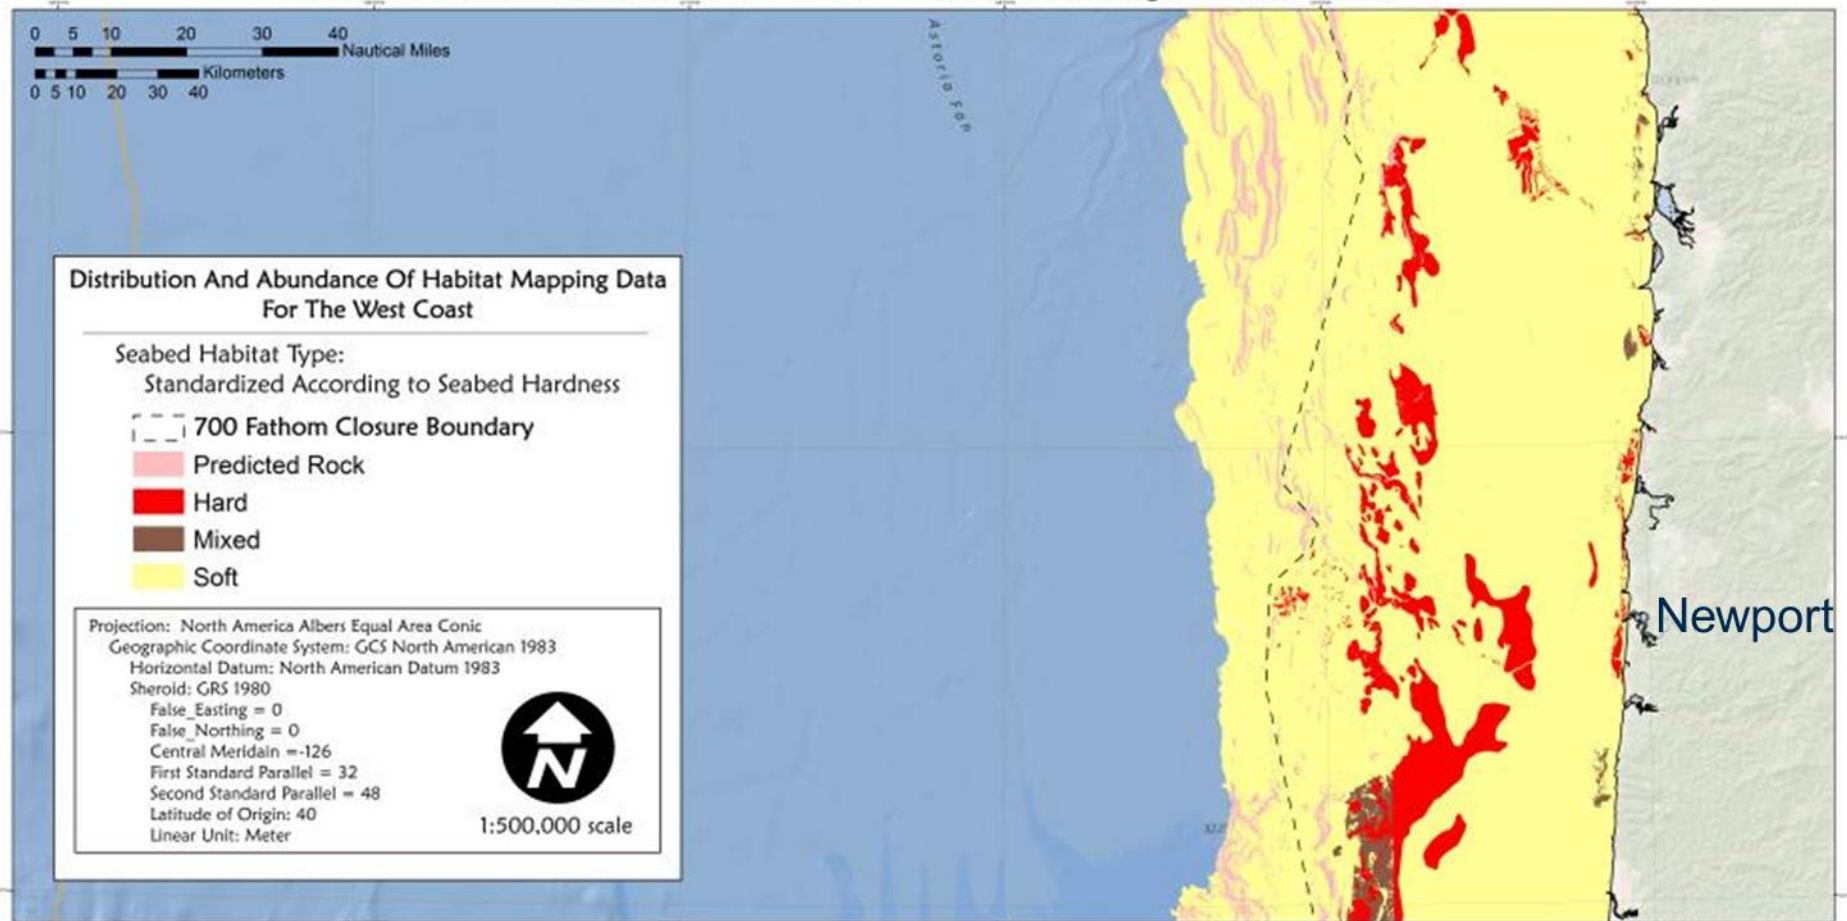 0 5 10 20 30 40
Nautical Miles
Kilometers
0 5 10 20 30 40
Astoria Fan
Distribution And Abundance Of Habitat Mapping Data
For The West Coast
Seabed Habitat Type:
Standardized According to Seabed Hardness
700 Fathom Closure Boundary
Predicted Rock
Hard
Mixed
Soft
Projection: North America Albers Equal Area Conic
Geographic Coordinate System: GCS North American 1983
Horizontal Datum: North American Datum 1983
Sheroid: GRS 1980
False_Easting = 0
False_Northing = 0
Central Meridain =-126
First Standard Parallel = 32
Second Standard Parallel = 48
Latitude of Origin: 40
Linear Unit: Meter
N
1:500,000 scale
Newport